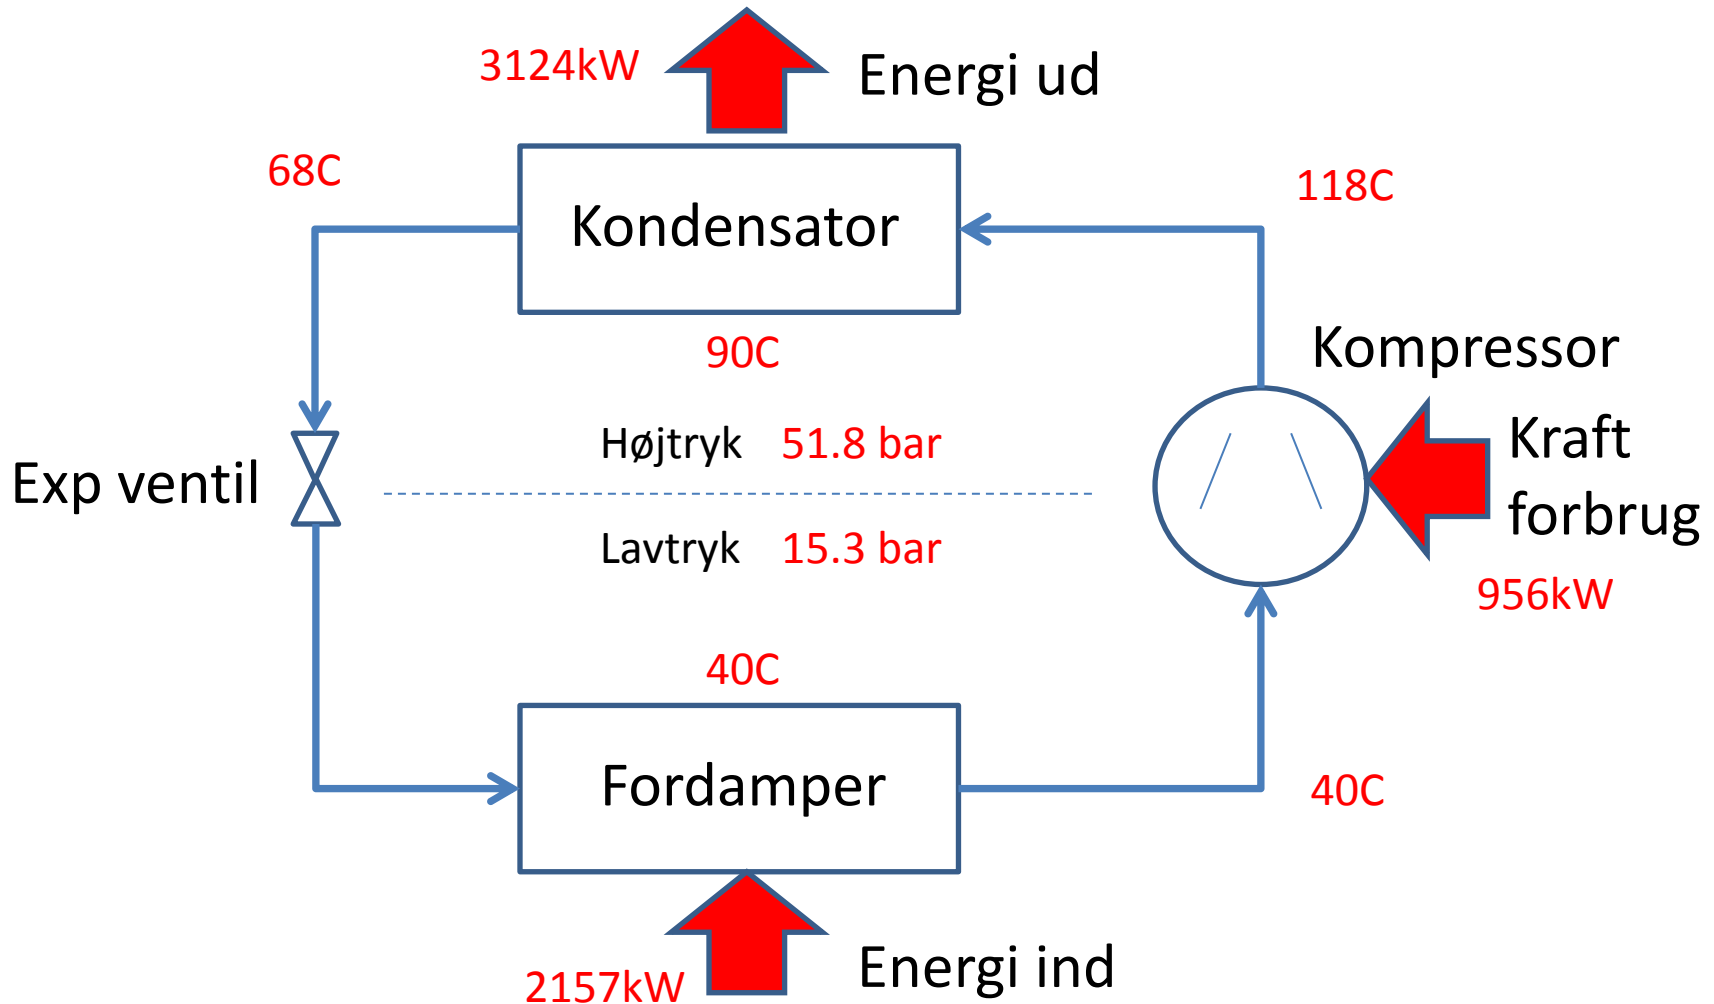 3124kW
Energi ud
68C
118C
Kondensator
90C
Kompressor
Højtryk 51.8 bar
Kraft
forbrug
Exp ventil
Lavtryk 15.3 bar
956kW
40C
Fordamper
40C
Energi ind
2157kW